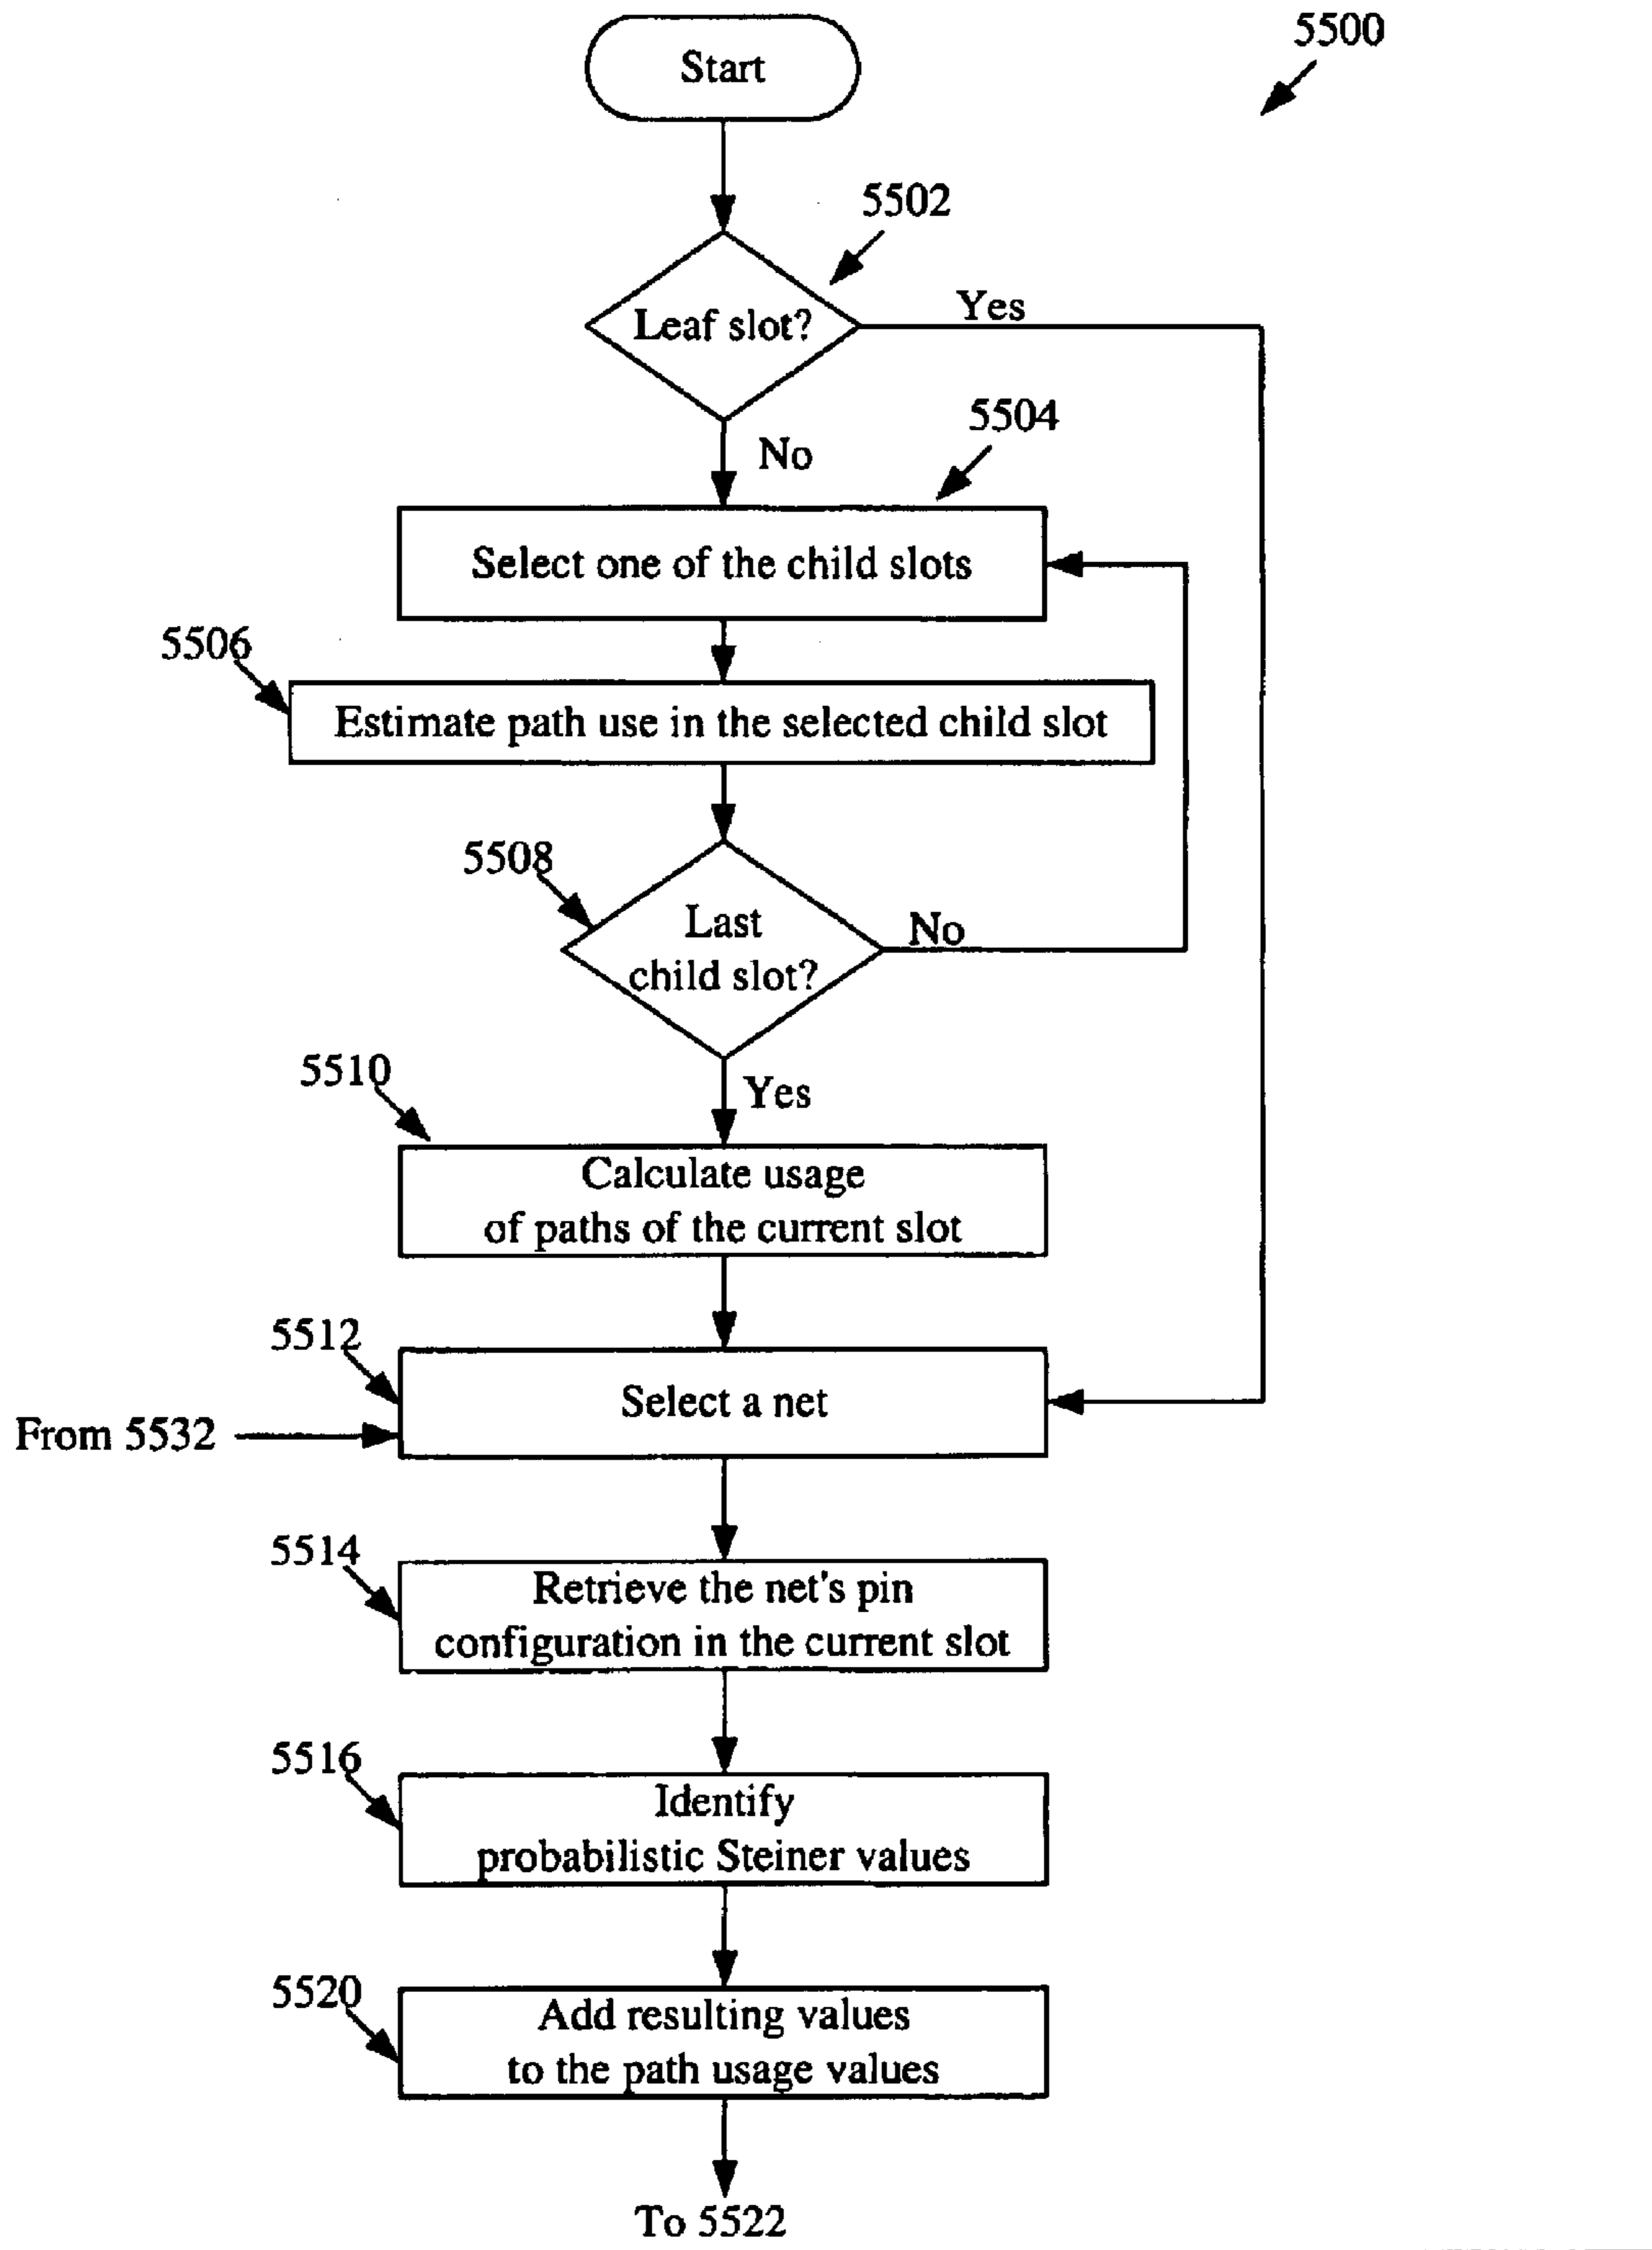 5500
Start
5502
Leaf slot?
Yes
No
5504
Select one of the child slots
5506
Estimate path use in the selected child slot
5508
Last
child slot?
No
Yes
5510
Calculate usage
of paths of the current slot
5512
Select a net
From 5532
5514
Retrieve the net's pin
configuration in the current slot
5516
Identify
probabilistic Steiner values
5520
Add resulting values
to the path usage values
To 5522